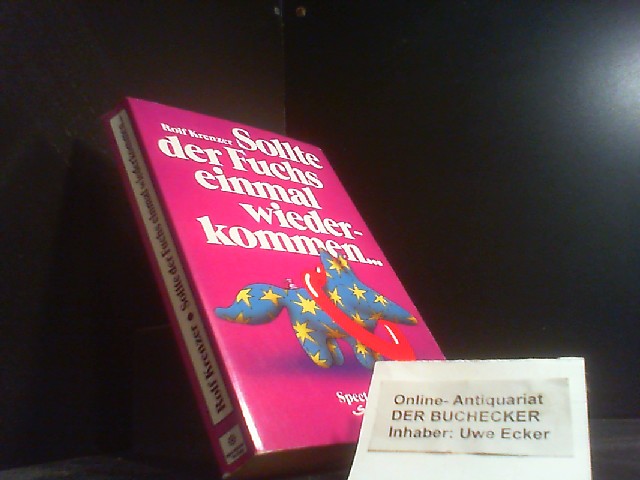 Rolf Krenzer
Sollte
der Fuchs
einmal
wieder-
kommen...
Rolf Krenzer • Sollte der Fuchs einmal wiederkommen...
Online- Antiquariat
DER BUCHECKER
Inhaber: Uwe Ecker